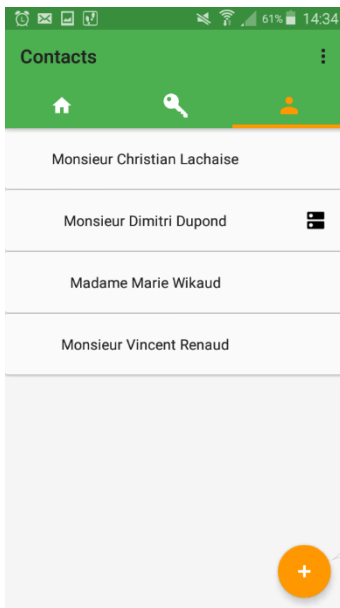 61% 14:34
Contacts
Monsieur Christian Lachaise
Monsieur Dimitri Dupond
Madame Marie Wikaud
Monsieur Vincent Renaud